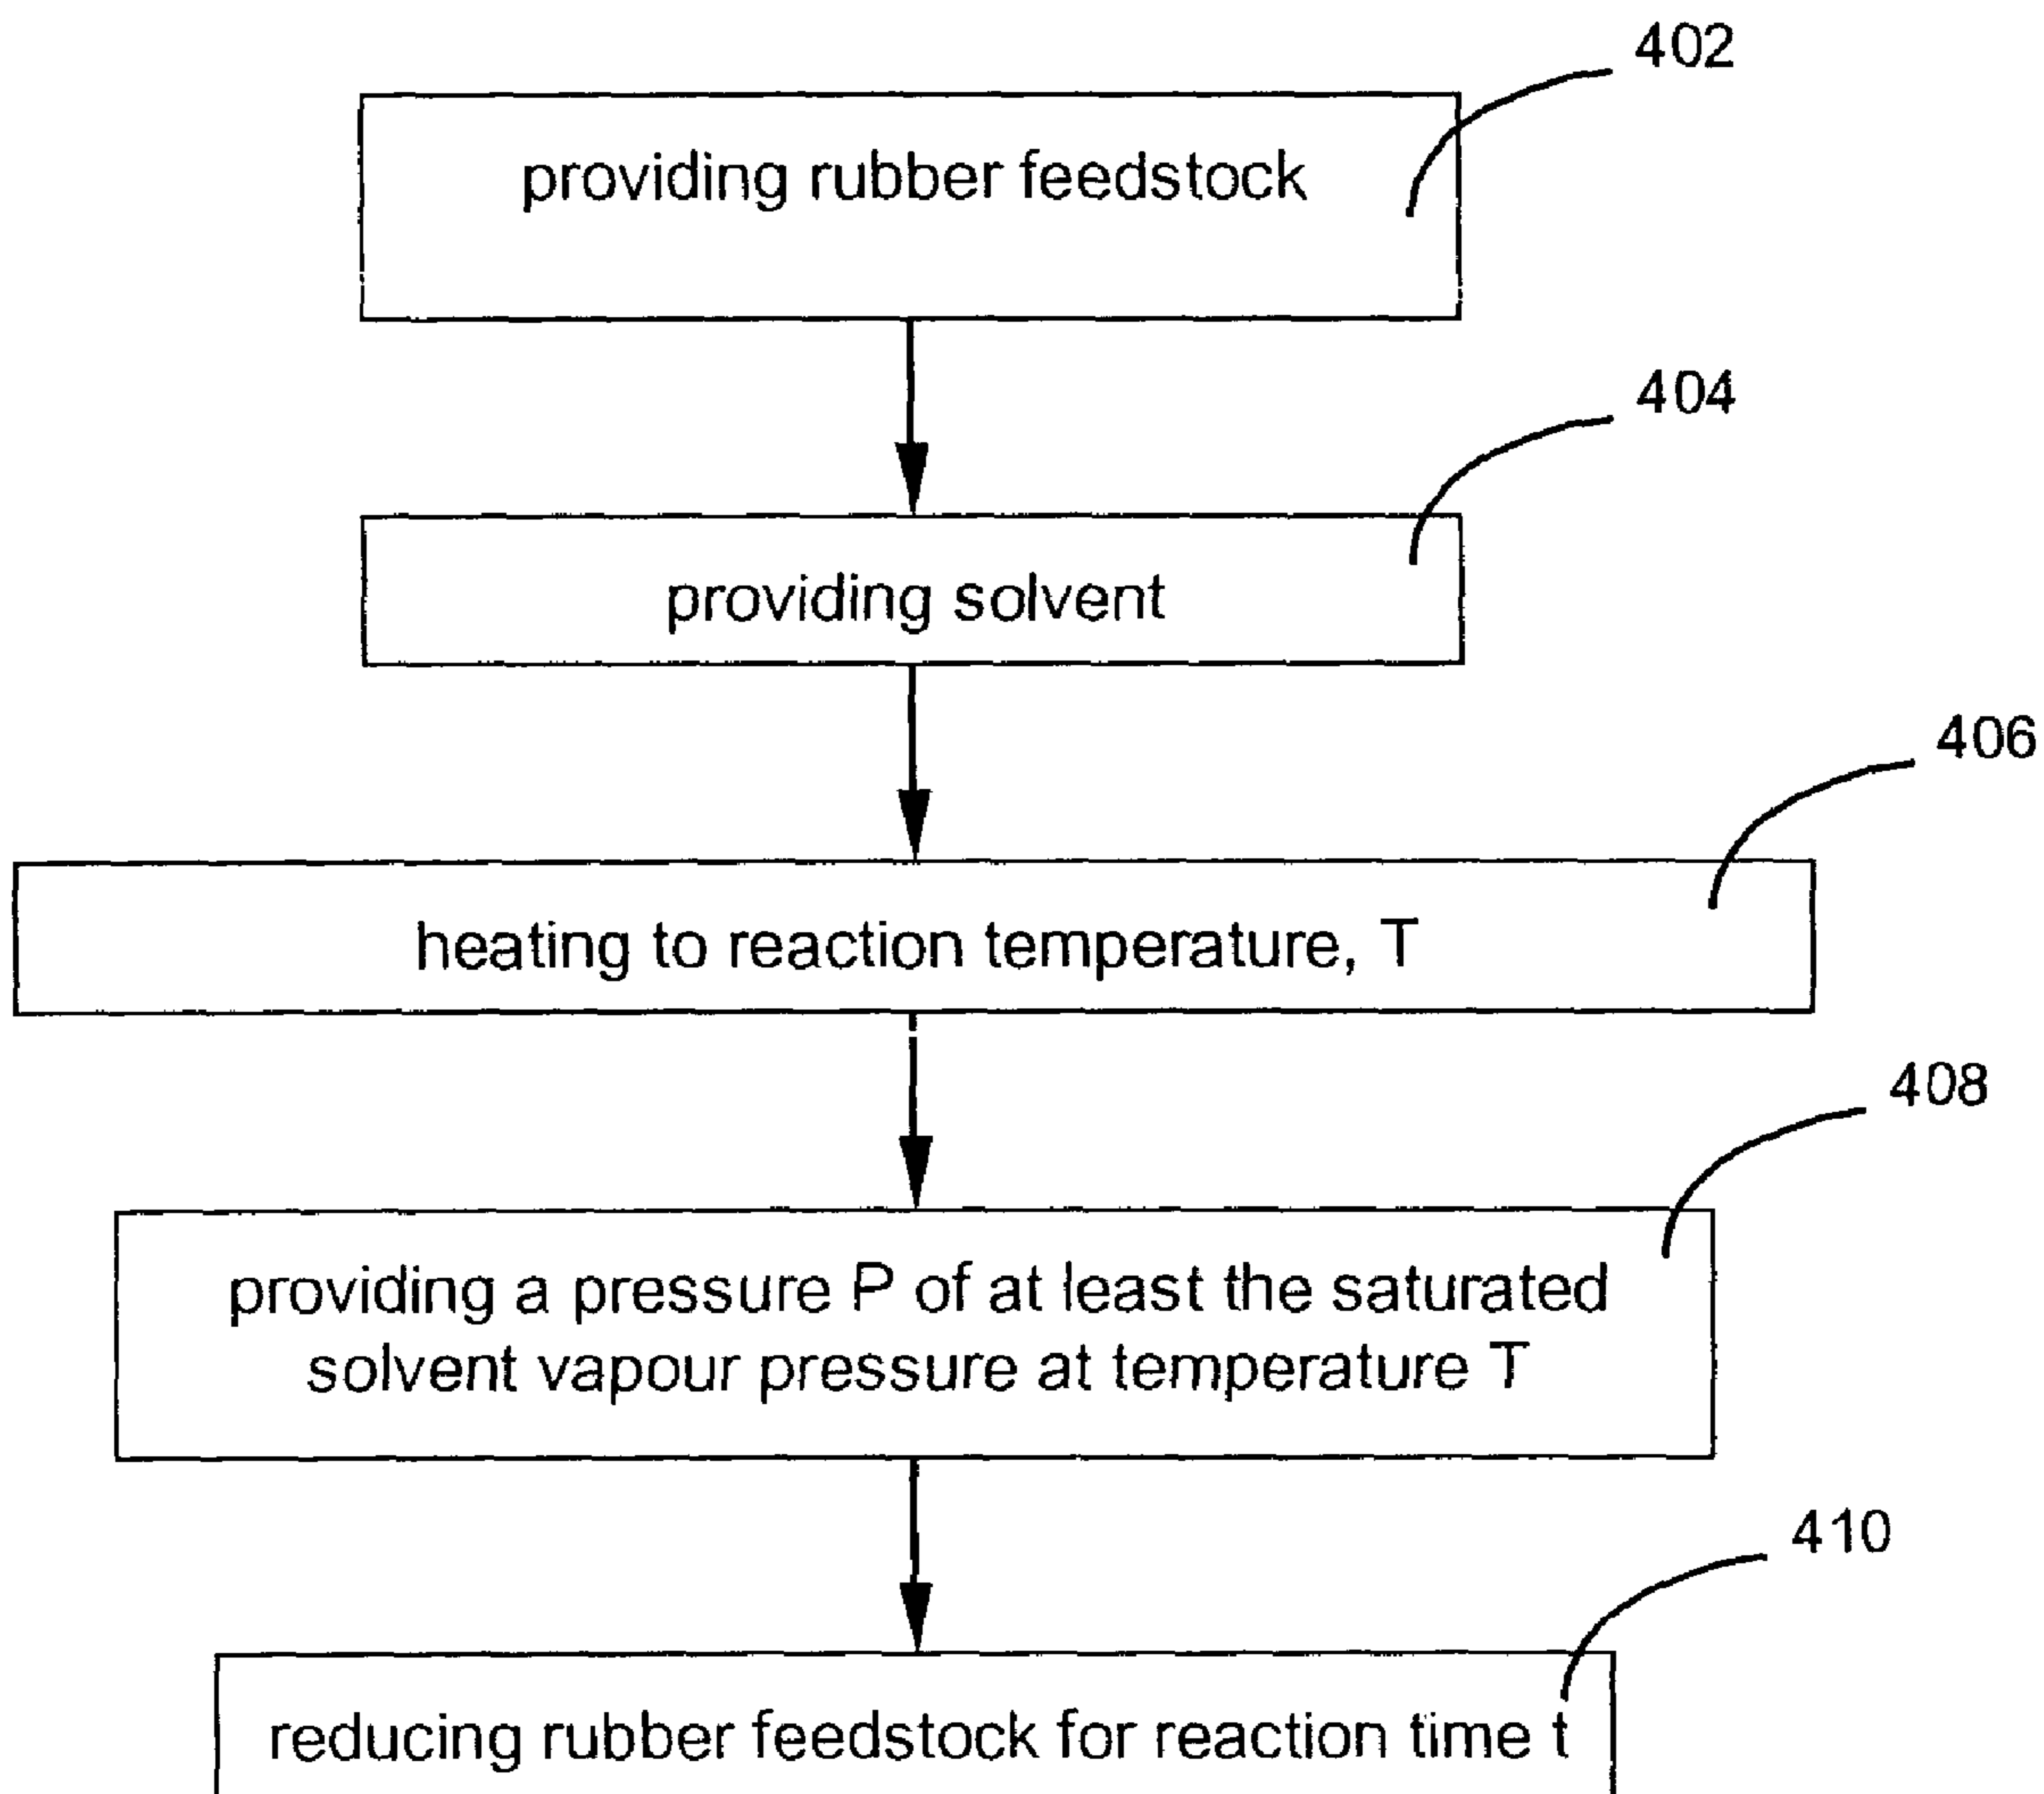 402
providing rubber feedstock
404
providing solvent
406
heating to reaction temperature, T
408
providing a pressure P of at least the saturated
solvent vapour pressure at temperature T
410
reducing rubber feedstock for reaction time t